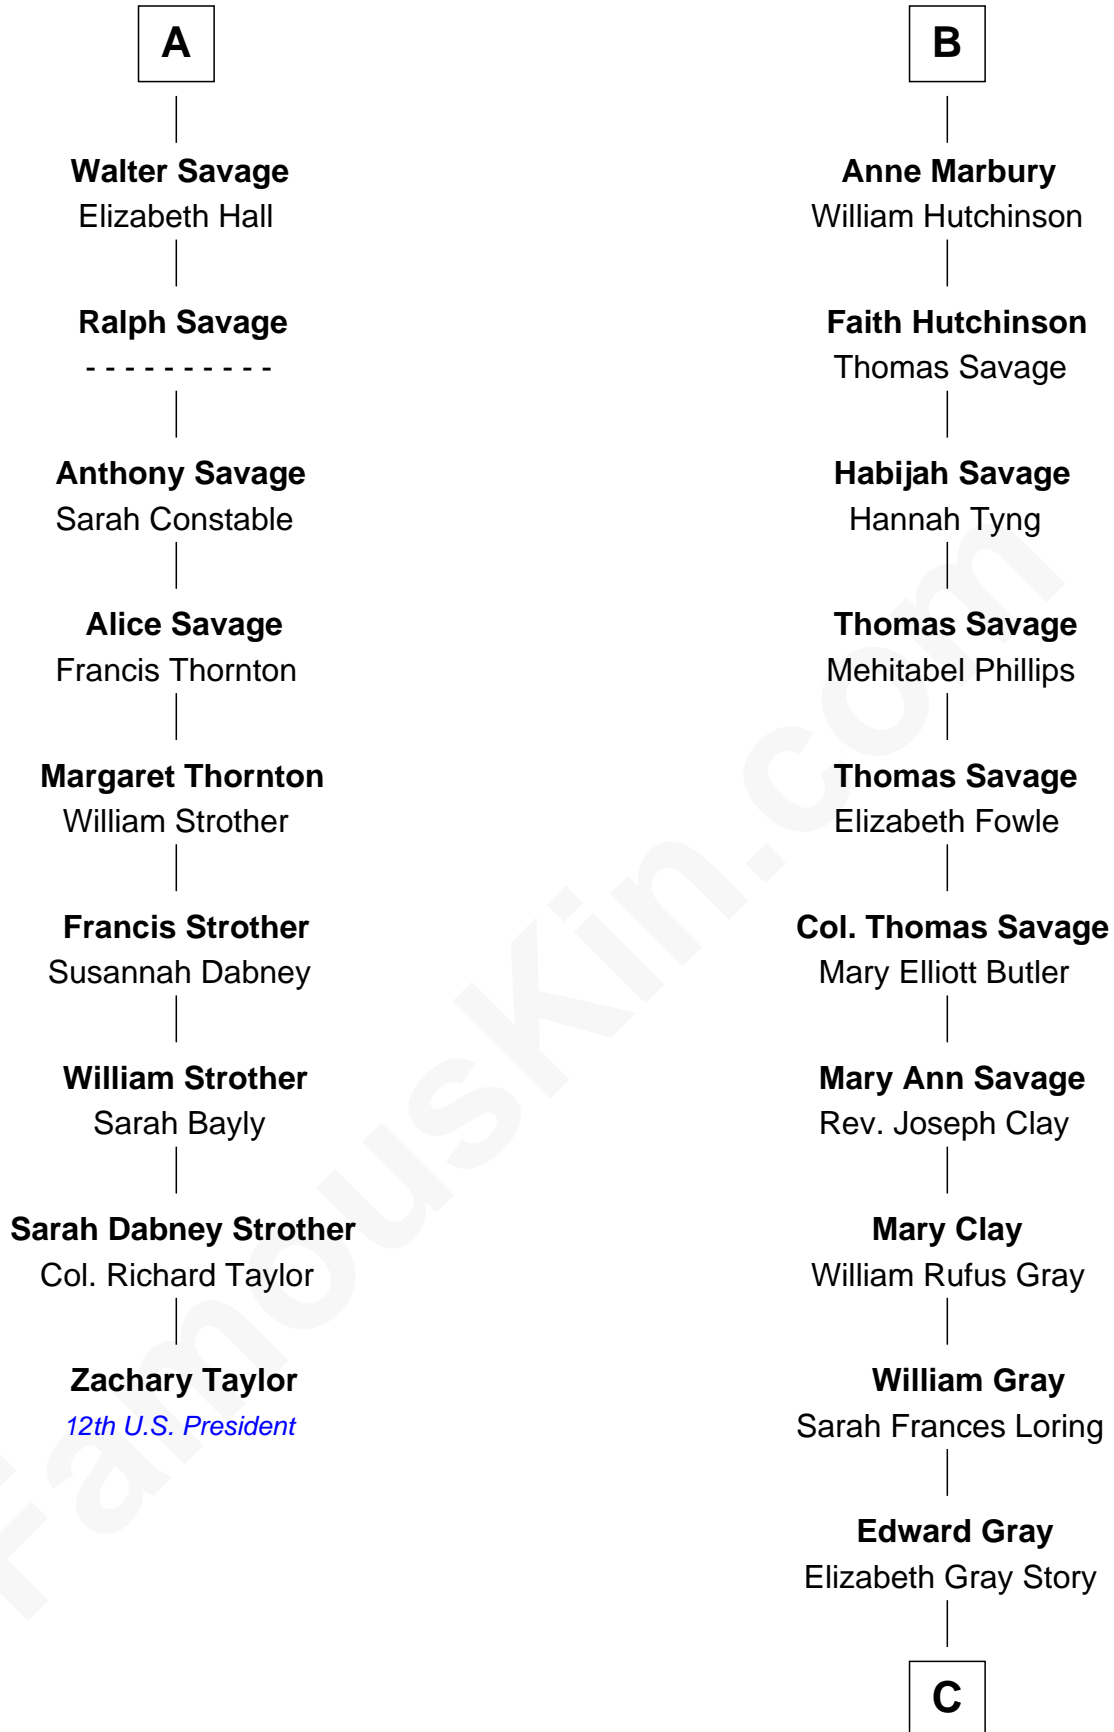 A
Walter Savage
Elizabeth Hall
Ralph Savage
- - - - - - - - - -
Anthony Savage
Sarah Constable
Alice Savage
Francis Thornton
Margaret Thornton
William Strother
Francis Strother
Susannah Dabney
William Strother
Sarah Bayly
Sarah Dabney Strother
Col. Richard Taylor
Zachary Taylor
12th U.S. President
B
Anne Marbury
William Hutchinson
Faith Hutchinson
Thomas Savage
Habijah Savage
Hannah Tyng
Thomas Savage
Mehitabel Phillips
Thomas Savage
Elizabeth Fowle
Col. Thomas Savage
Mary Elliott Butler
Mary Ann Savage
Rev. Joseph Clay
Mary Clay
William Rufus Gray
William Gray
Sarah Frances Loring
Edward Gray
Elizabeth Gray Story
C
FamousKin.com